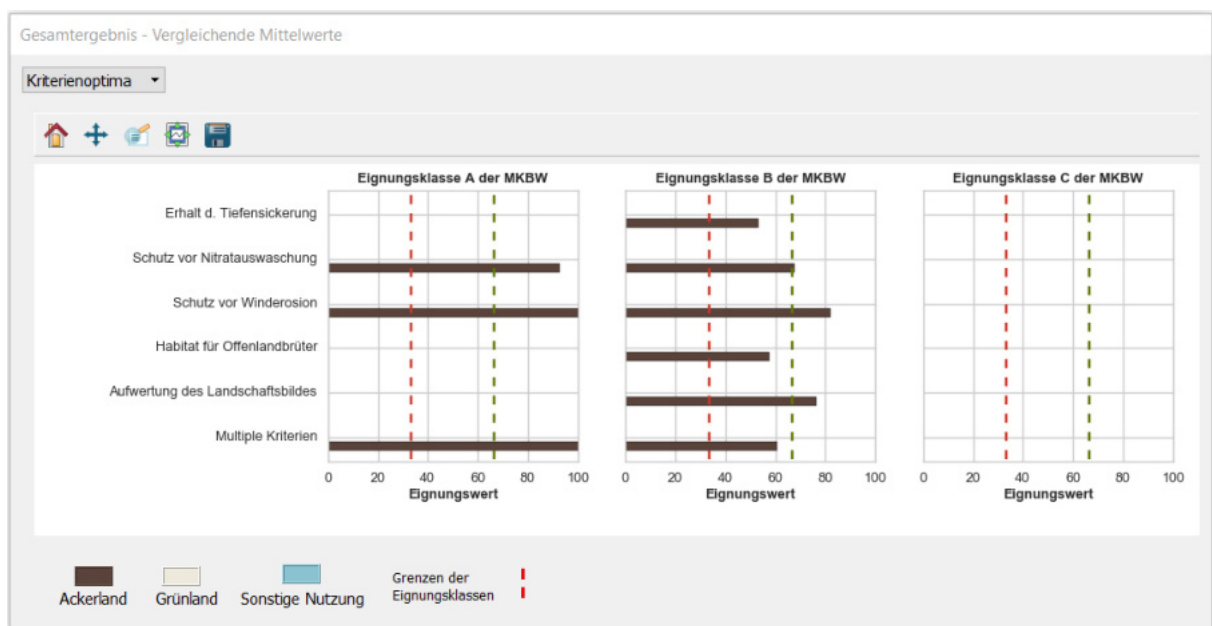 Gesamtergebnis - Vergleichende Mittelwerte
Kriterienoptima
Eignungsklasse A der MKBW
Eignungsklasse B der MKBW
Eignungsklasse C der MKBW
Erhalt d. Tiefensickerung
Schutz vor Nitratauswaschung
Schutz vor Winderosion
Habitat für Offenlandbrüter
Aufwertung des Landschaftsbildes
Multiple Kriterien
0 20 40 60 80 100
Eignungswert
0 20 40 60 80 100
Eignungswert
0 20 40 60 80 100
Eignungswert
Ackerland
Grünland
Sonstige Nutzung
Grenzen der
Eignungsklassen